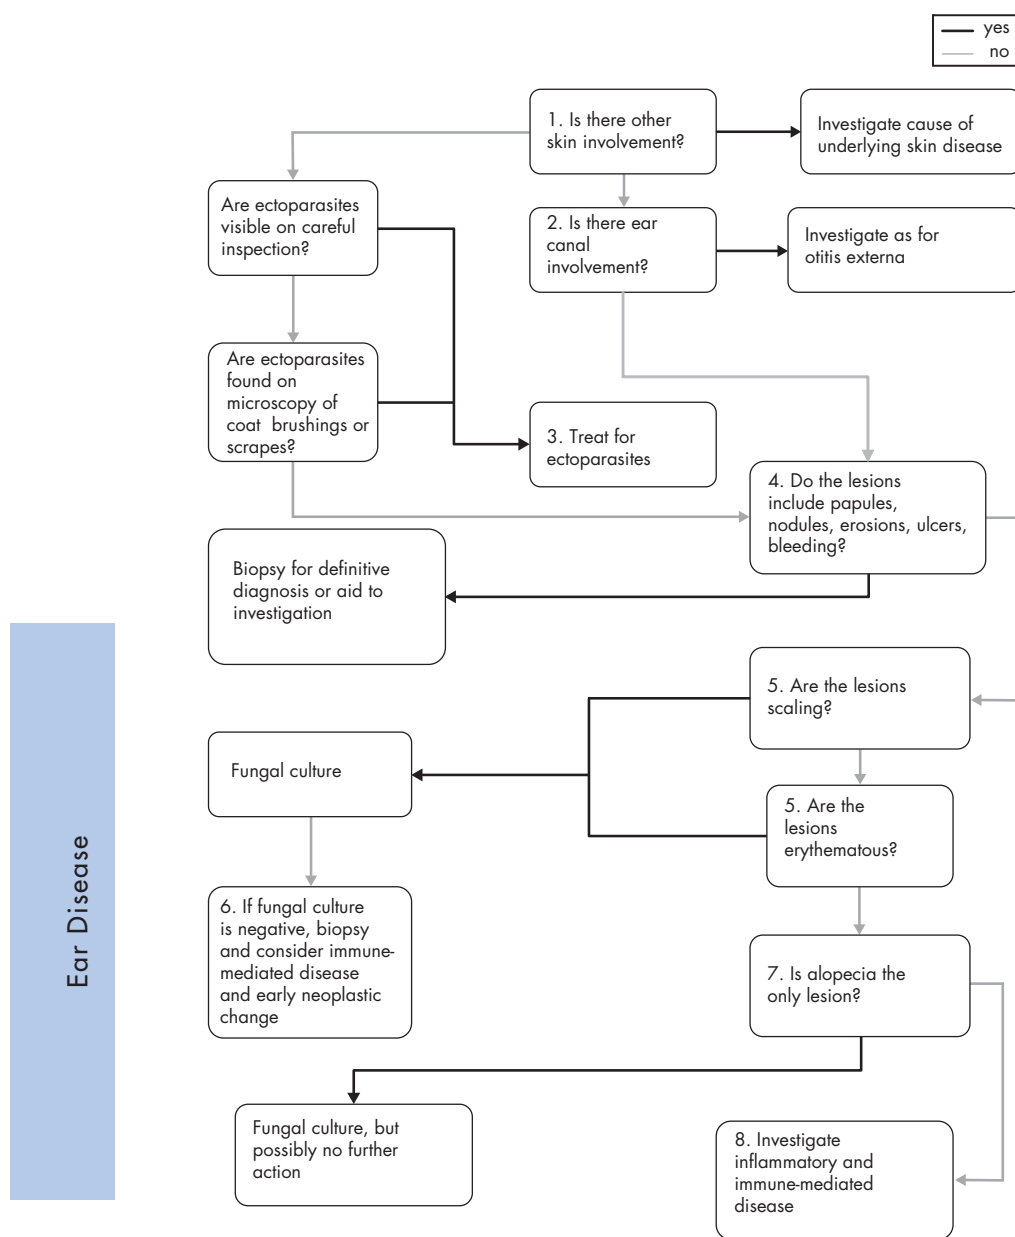 yes
no
1. Is there other
skin involvement?
Investigate cause of
underlying skin disease
Are ectoparasites
visible on careful
inspection?
2. Is there ear
canal
involvement?
Investigate as for
otitis externa
Are ectoparasites
found on
microscopy of
coat brushings or
scrapes?
3. Treat for
ectoparasites
4. Do the lesions
include papules,
nodules, erosions, ulcers,
bleeding?
Biopsy for definitive
diagnosis or aid to
investigation
5. Are the lesions
scaling?
Fungal culture
5. Are the
lesions
erythematous?
6. If fungal culture
is negative, biopsy
and consider immune-
mediated disease
and early neoplastic
change
7. Is alopecia the
only lesion?
Fungal culture, but
possibly no further
action
8. Investigate
inflammatory and
immune-mediated
disease
Ear Disease